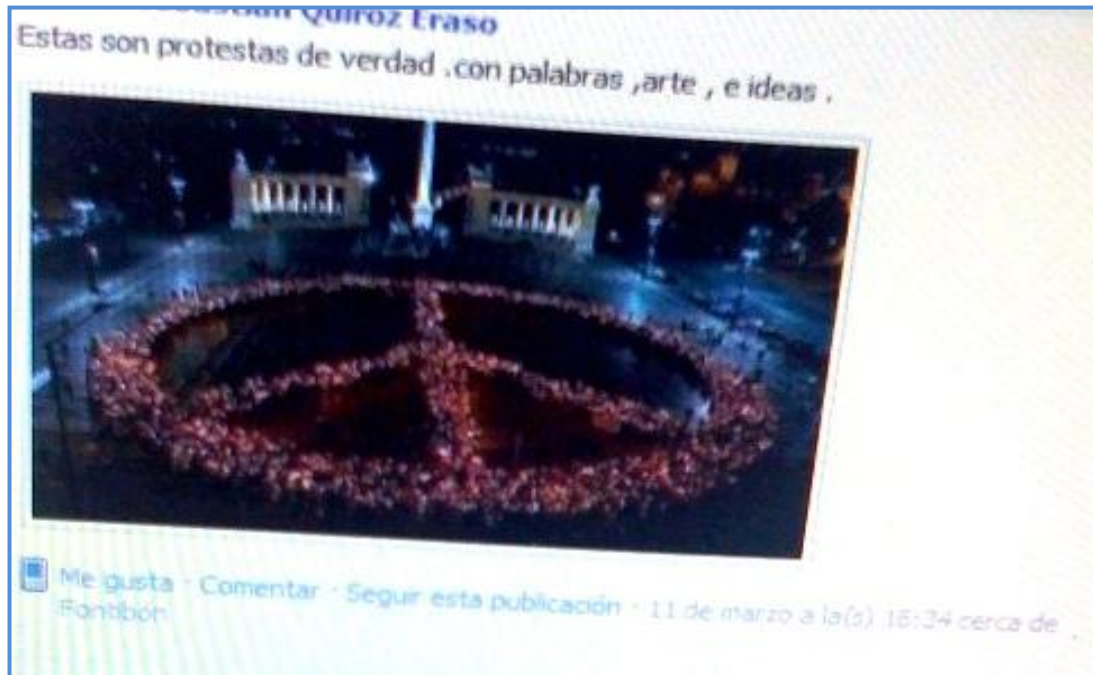 Quiroz Eraso
Estas son protestas de verdad .con palabras ,arte , e ideas .
Me gusta · Comentar · Seguir esta publicación · 11 de marzo a la(s) 16:34 cerca de
Fontibón